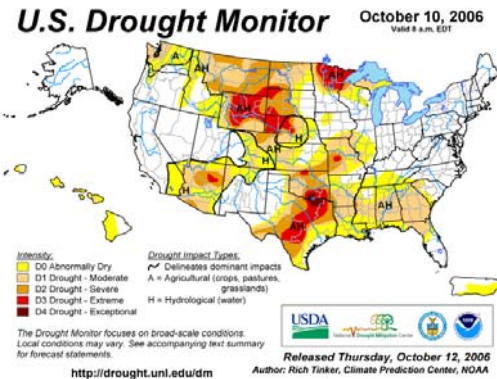 U.S. Drought Monitor
October 10, 2006
Valid 8 a.m. EDT
A
AH
AH
AH
H
AH
H
H
AH
AH
Intensity:
D0 Abnormally Dry
D1 Drought - Moderate
D2 Drought - Severe
D3 Drought - Extreme
D4 Drought - Exceptional
Drought Impact Types:
Delineates dominant impacts
A = Agricultural (crops, pastures,
grasslands)
H = Hydrological (water)
The Drought Monitor focuses on broad-scale conditions.
Local conditions may vary. See accompanying text summary
for forecast statements.
http://drought.unl.edu/dm
USDA
National Drought Mitigation Center
Released Thursday, October 12, 2006
Author: Rich Tinker, Climate Prediction Center, NOAA